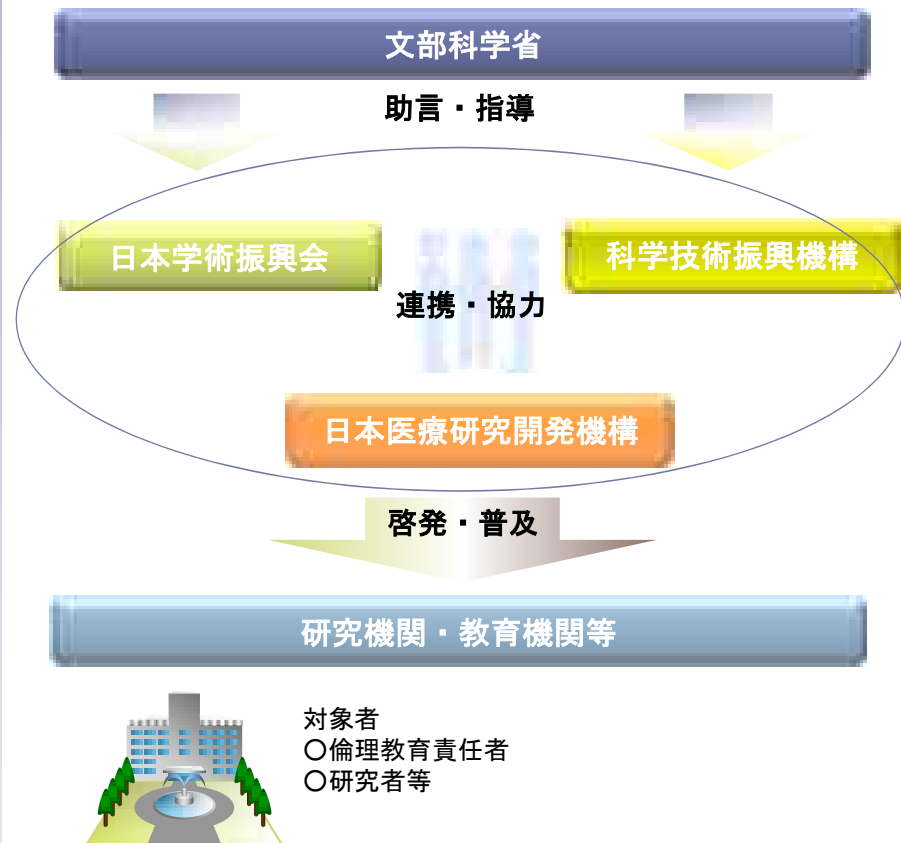 文部科学省
助言・指導
日本学術振興会
科学技術振興機構
連携・協力
日本医療研究開発機構
啓発・普及
研究機関・教育機関等
対象者
〇倫理教育責任者
〇研究者等